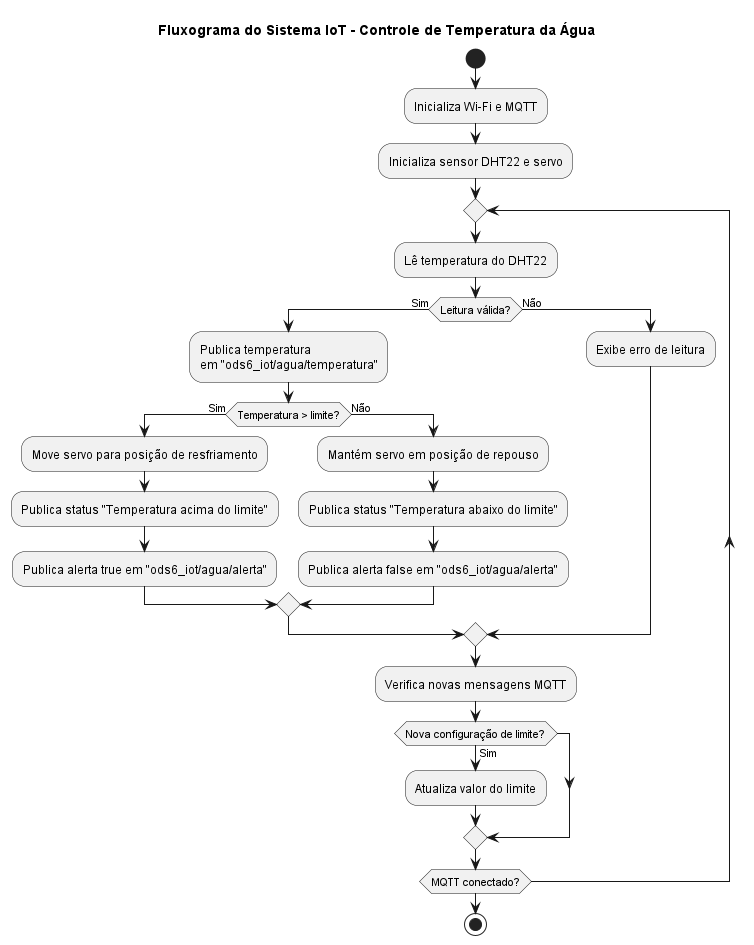 Fluxograma do Sistema IoT - Controle de Temperatura da Água
Inicializa Wi-Fi e MQTT
Inicializa sensor DHT22 e servo
Lê temperatura do DHT22
Sim
Leitura válida?
Não
Publica temperatura
em "ods6_iot/agua/temperatura"
Exibe erro de leitura
Sim
Temperatura > limite?
Não
Move servo para posição de resfriamento
Mantém servo em posição de repouso
Publica status "Temperatura acima do limite"
Publica status "Temperatura abaixo do limite"
Publica alerta true em "ods6_iot/agua/alerta"
Publica alerta false em "ods6_iot/agua/alerta"
Verifica novas mensagens MQTT
Nova configuração de limite?
Sim
Atualiza valor do limite
MQTT conectado?